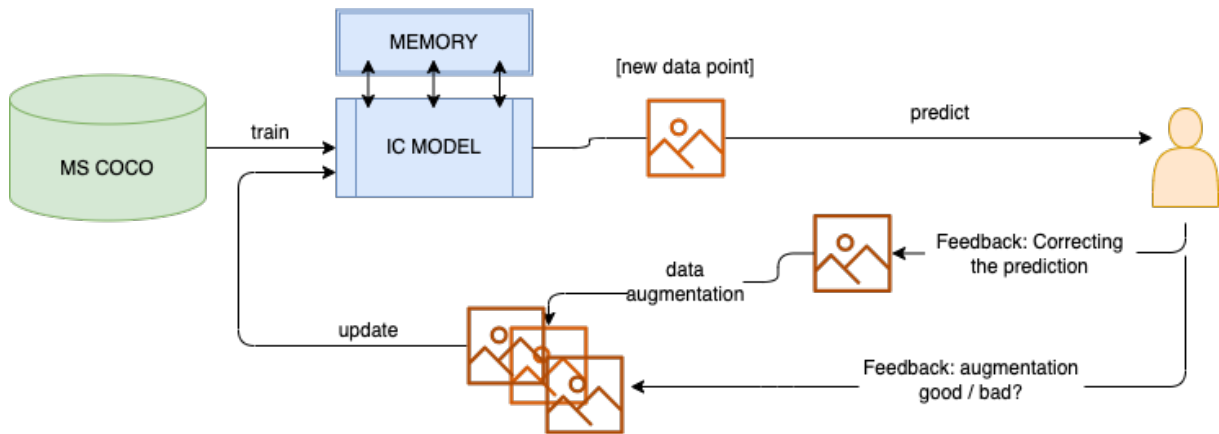 MEMORY
[new data point]
predict
train
IC MODEL
MS COCO
Feedback: Correcting
the prediction
data
augmentation
update
Feedback: augmentation
good / bad?